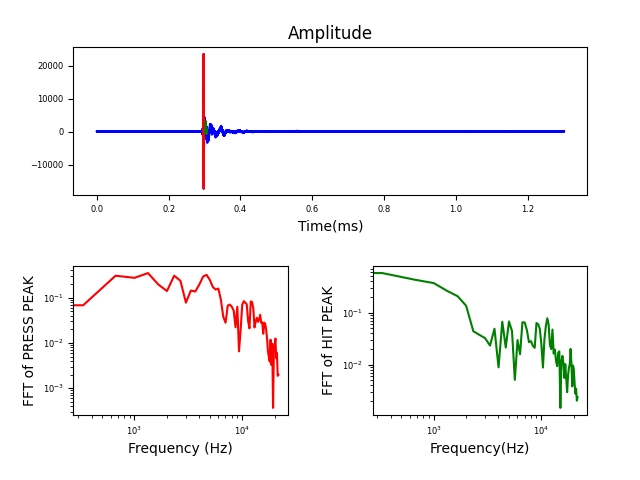 Amplitude
20000
10000
0
−10000
0.0 0.2 0.4 0.6 0.8 1.0 1.2
Time(ms)
FFT of PRESS PEAK
10⁻¹
10⁻²
10⁻³
10³ 10⁴
Frequency (Hz)
FFT of HIT PEAK
10⁻¹
10⁻²
10³ 10⁴
Frequency(Hz)